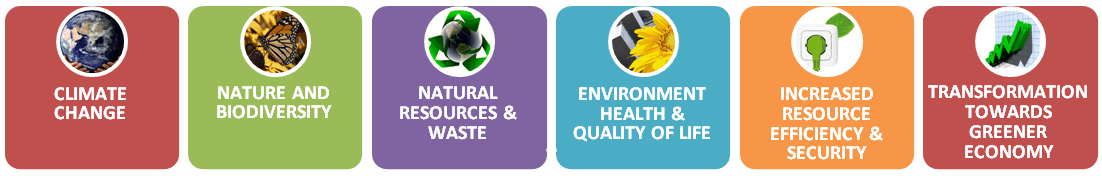 CLIMATE
CHANGE
NATURE AND
BIODIVERSITY
NATURAL
RESOURCES &
WASTE
ENVIRONMENT
HEALTH &
QUALITY OF LIFE
INCREASED
RESOURCE
EFFICIENCY &
SECURITY
TRANSFORMATION
TOWARDS
GREENER
ECONOMY